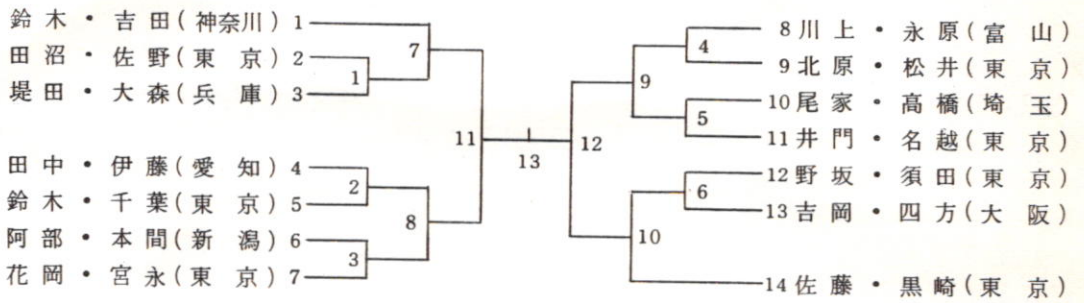 鈴木・吉田(神奈川) 1
田沼・佐野(東京) 2
堤田・大森(兵庫) 3
田中・伊藤(愛知) 4
鈴木・千葉(東京) 5
阿部・本間(新潟) 6
花岡・宮永(東京) 7
7
1
11
2
8
3
13
8 川上・永原(富山)
9 北原・松井(東京)
10 尾家・高橋(埼玉)
11 井門・名越(東京)
12 野坂・須田(東京)
13 吉岡・四方(大阪)
14 佐藤・黒崎(東京)
4
9
5
12
6
10